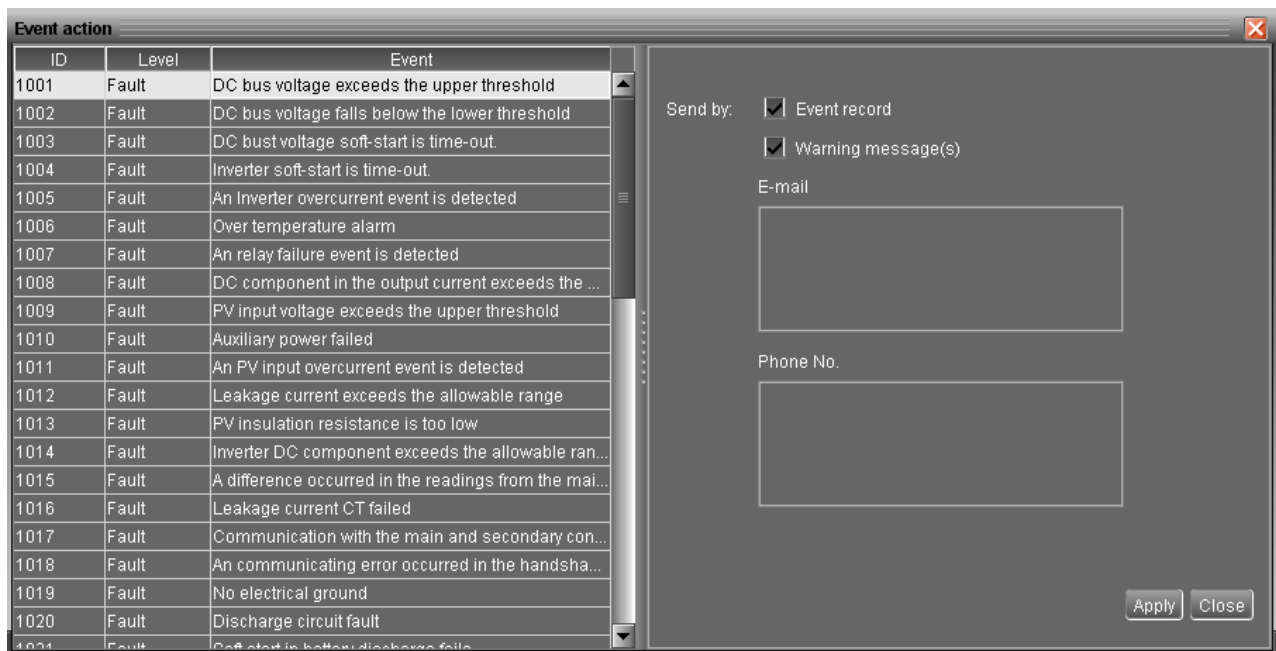 Event action
ID Level Event
1001 Fault DC bus voltage exceeds the upper threshold
1002 Fault DC bus voltage falls below the lower threshold
1003 Fault DC bust voltage soft-start is time-out.
1004 Fault Inverter soft-start is time-out.
1005 Fault An Inverter overcurrent event is detected
1006 Fault Over temperature alarm
1007 Fault An relay failure event is detected
1008 Fault DC component in the output current exceeds the ...
1009 Fault PV input voltage exceeds the upper threshold
1010 Fault Auxiliary power failed
1011 Fault An PV input overcurrent event is detected
1012 Fault Leakage current exceeds the allowable range
1013 Fault PV insulation resistance is too low
1014 Fault Inverter DC component exceeds the allowable ran...
1015 Fault A difference occurred in the readings from the mai...
1016 Fault Leakage current CT failed
1017 Fault Communication with the main and secondary con...
1018 Fault An communicating error occurred in the handsha...
1019 Fault No electrical ground
1020 Fault Discharge circuit fault
1021 Fault Soft start in battery discharge fails
Send by: Event record
Warning message(s)
E-mail
Phone No.
Apply Close